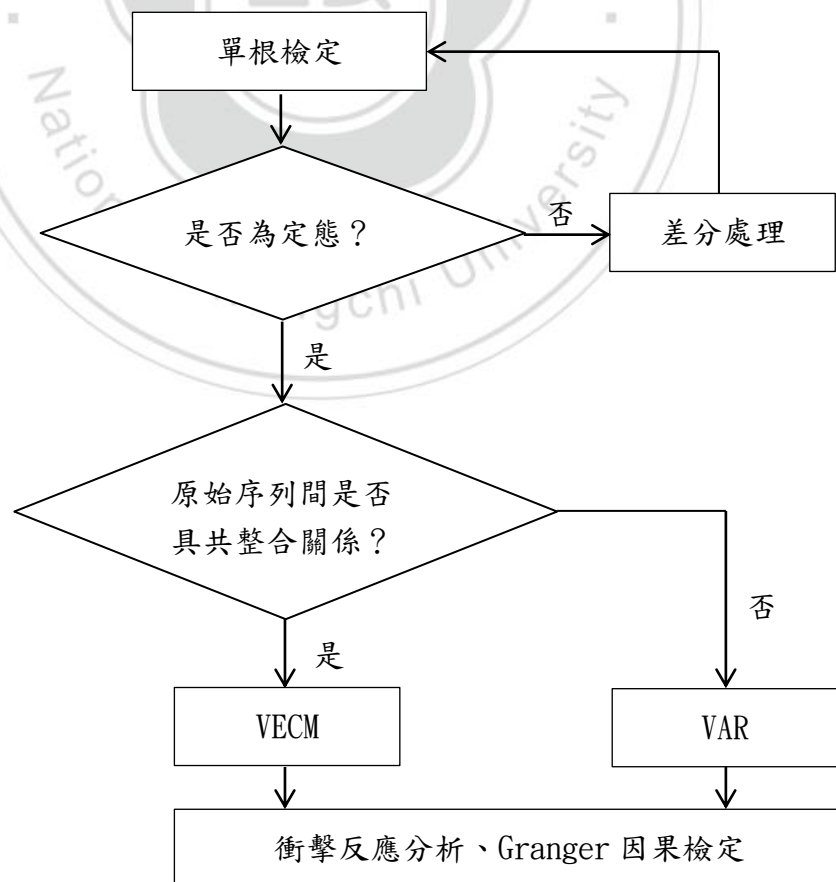 單根檢定
是否為定態？
否
差分處理
是
原始序列間是否
具共整合關係？
否
是
VECM
VAR
衝擊反應分析、Granger 因果檢定
University